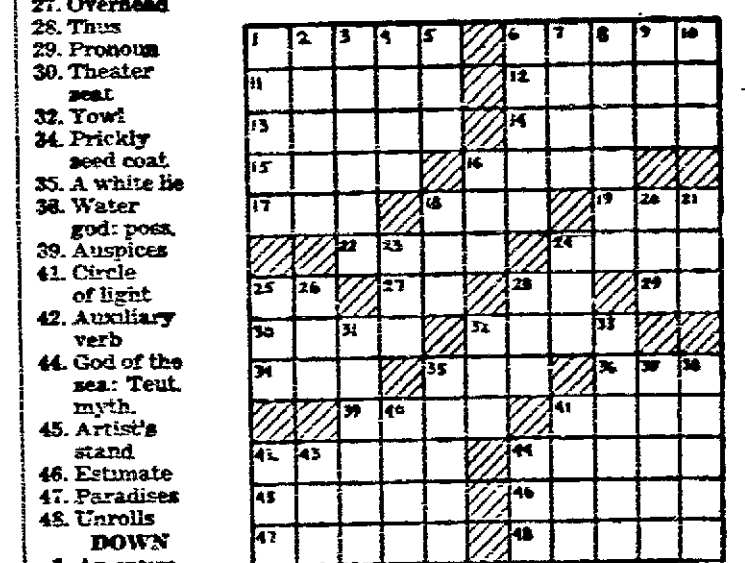 27. Overhead
28. Thus
29. Pronoun
30. Theater
seat
32. Yowl
34. Prickly
seed coat
35. A white lie
36. Water
god: poss.
39. Auspices
41. Circle
of light
42. Auxiliary
verb
44. God of the
sea: Teut.
myth.
45. Artist's
stand
46. Estimate
47. Paradises
48. Unrolls
DOWN
1 2 3 4 5 6 7 8 9 10
11 12
13 14
15 16
17 18 19 20 21
22 23 24
25 26 27 28 29
30 31 32 33
34 35 36 37 38
39 40 41
42 43 44
45 46
47 48